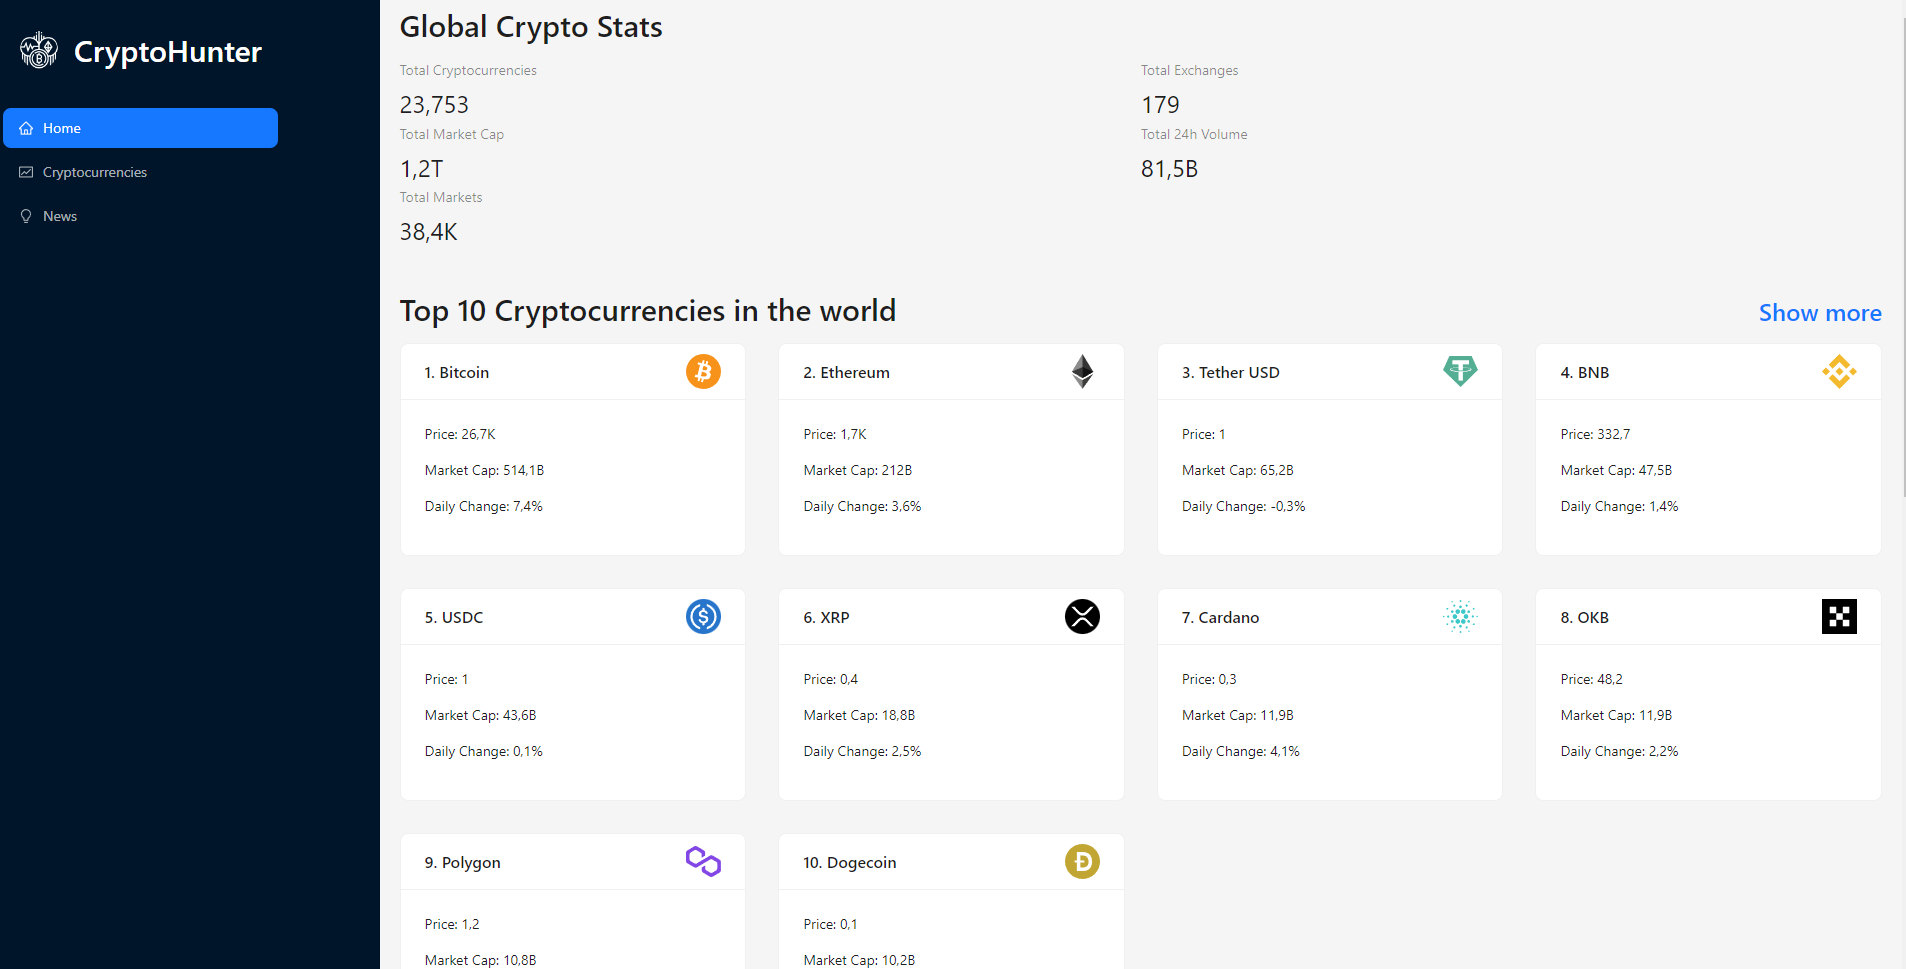 CryptoHunter
Home
Cryptocurrencies
News
Global Crypto Stats
Total Cryptocurrencies
23,753
Total Exchanges
179
Total Market Cap
1,2T
Total 24h Volume
81,5B
Total Markets
38,4K
Top 10 Cryptocurrencies in the world
Show more
1. Bitcoin
Price: 26,7K
Market Cap: 514,1B
Daily Change: 7,4%
2. Ethereum
Price: 1,7K
Market Cap: 212B
Daily Change: 3,6%
3. Tether USD
Price: 1
Market Cap: 65,2B
Daily Change: -0,3%
4. BNB
Price: 332,7
Market Cap: 47,5B
Daily Change: 1,4%
5. USDC
Price: 1
Market Cap: 43,6B
Daily Change: 0,1%
6. XRP
Price: 0,4
Market Cap: 18,8B
Daily Change: 2,5%
7. Cardano
Price: 0,3
Market Cap: 11,9B
Daily Change: 4,1%
8. OKB
Price: 48,2
Market Cap: 11,9B
Daily Change: 2,2%
9. Polygon
Price: 1,2
Market Cap: 10,8B
10. Dogecoin
Price: 0,1
Market Cap: 10,2B